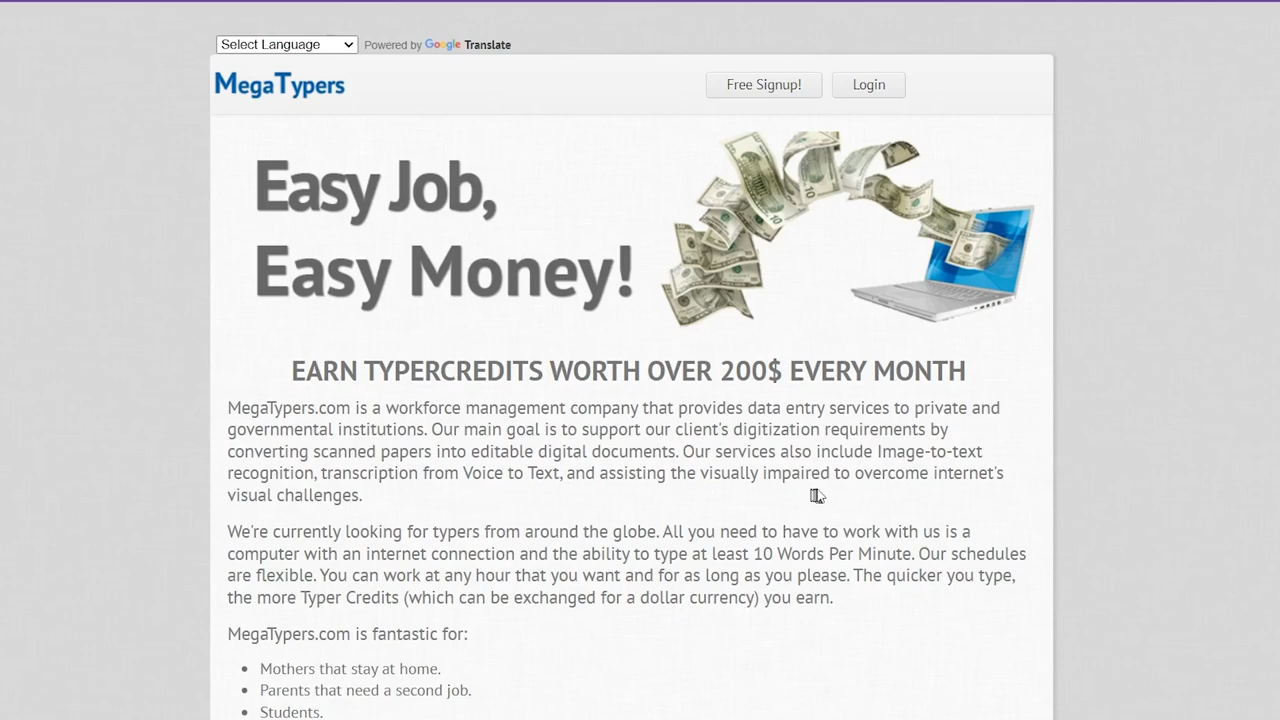 Select Language Powered by Google Translate
MegaTypers Free Signup! Login
Easy Job,
Easy Money!
EARN TYPERCREDITS WORTH OVER 200$ EVERY MONTH
MegaTypers.com is a workforce management company that provides data entry services to private and
governmental institutions. Our main goal is to support our client's digitization requirements by
converting scanned papers into editable digital documents. Our services also include Image-to-text
recognition, transcription from Voice to Text, and assisting the visually impaired to overcome internet's
visual challenges.
We're currently looking for typers from around the globe. All you need to have to work with us is a
computer with an internet connection and the ability to type at least 10 Words Per Minute. Our schedules
are flexible. You can work at any hour that you want and for as long as you please. The quicker you type,
the more Typer Credits (which can be exchanged for a dollar currency) you earn.
MegaTypers.com is fantastic for:
• Mothers that stay at home.
• Parents that need a second job.
• Students.